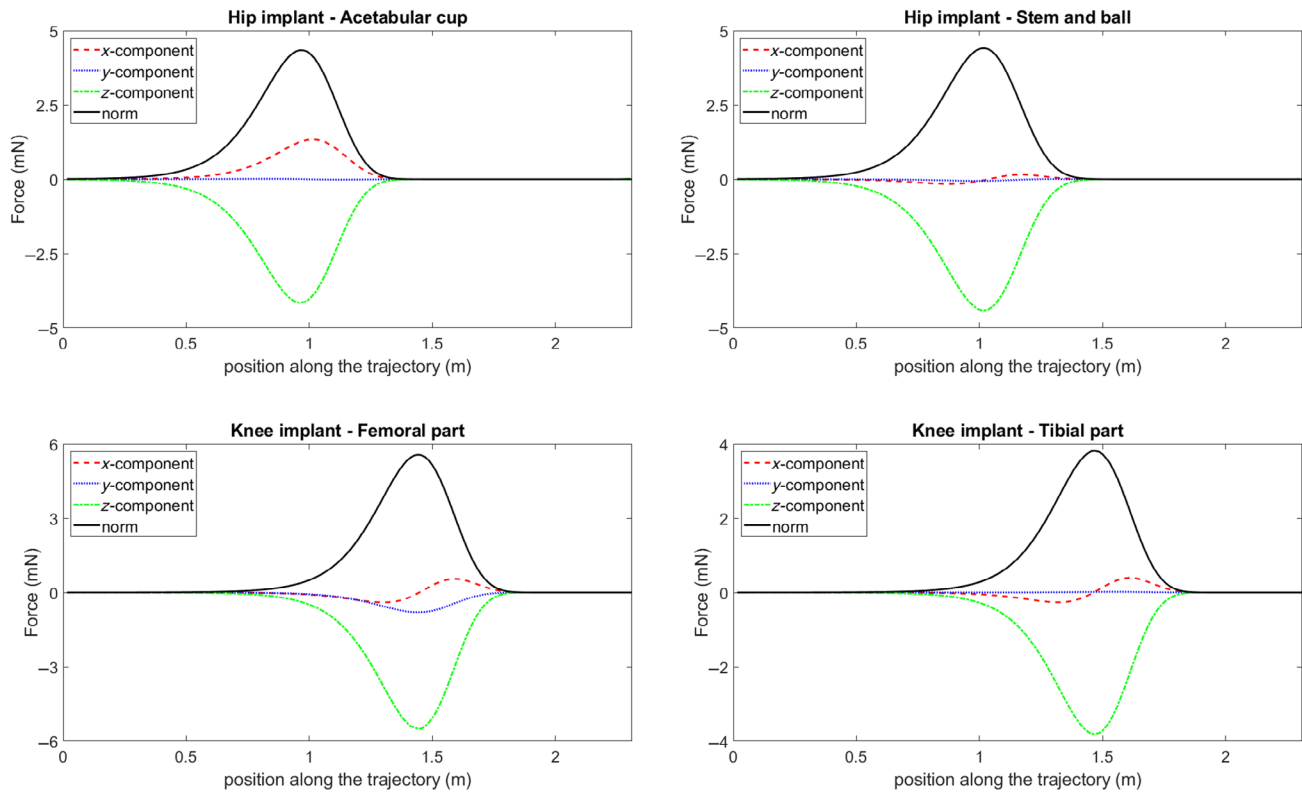 Hip implant - Acetabular cup
5
2.5
0
−2.5
−5
Force (mN)
x-component
y-component
z-component
norm
0 0.5 1 1.5 2
position along the trajectory (m)
Hip implant - Stem and ball
5
2.5
0
−2.5
−5
Force (mN)
x-component
y-component
z-component
norm
0 0.5 1 1.5 2
position along the trajectory (m)
Knee implant - Femoral part
6
3
0
−3
−6
Force (mN)
x-component
y-component
z-component
norm
0 0.5 1 1.5 2
position along the trajectory (m)
Knee implant - Tibial part
4
2
0
−2
−4
Force (mN)
x-component
y-component
z-component
norm
0 0.5 1 1.5 2
position along the trajectory (m)